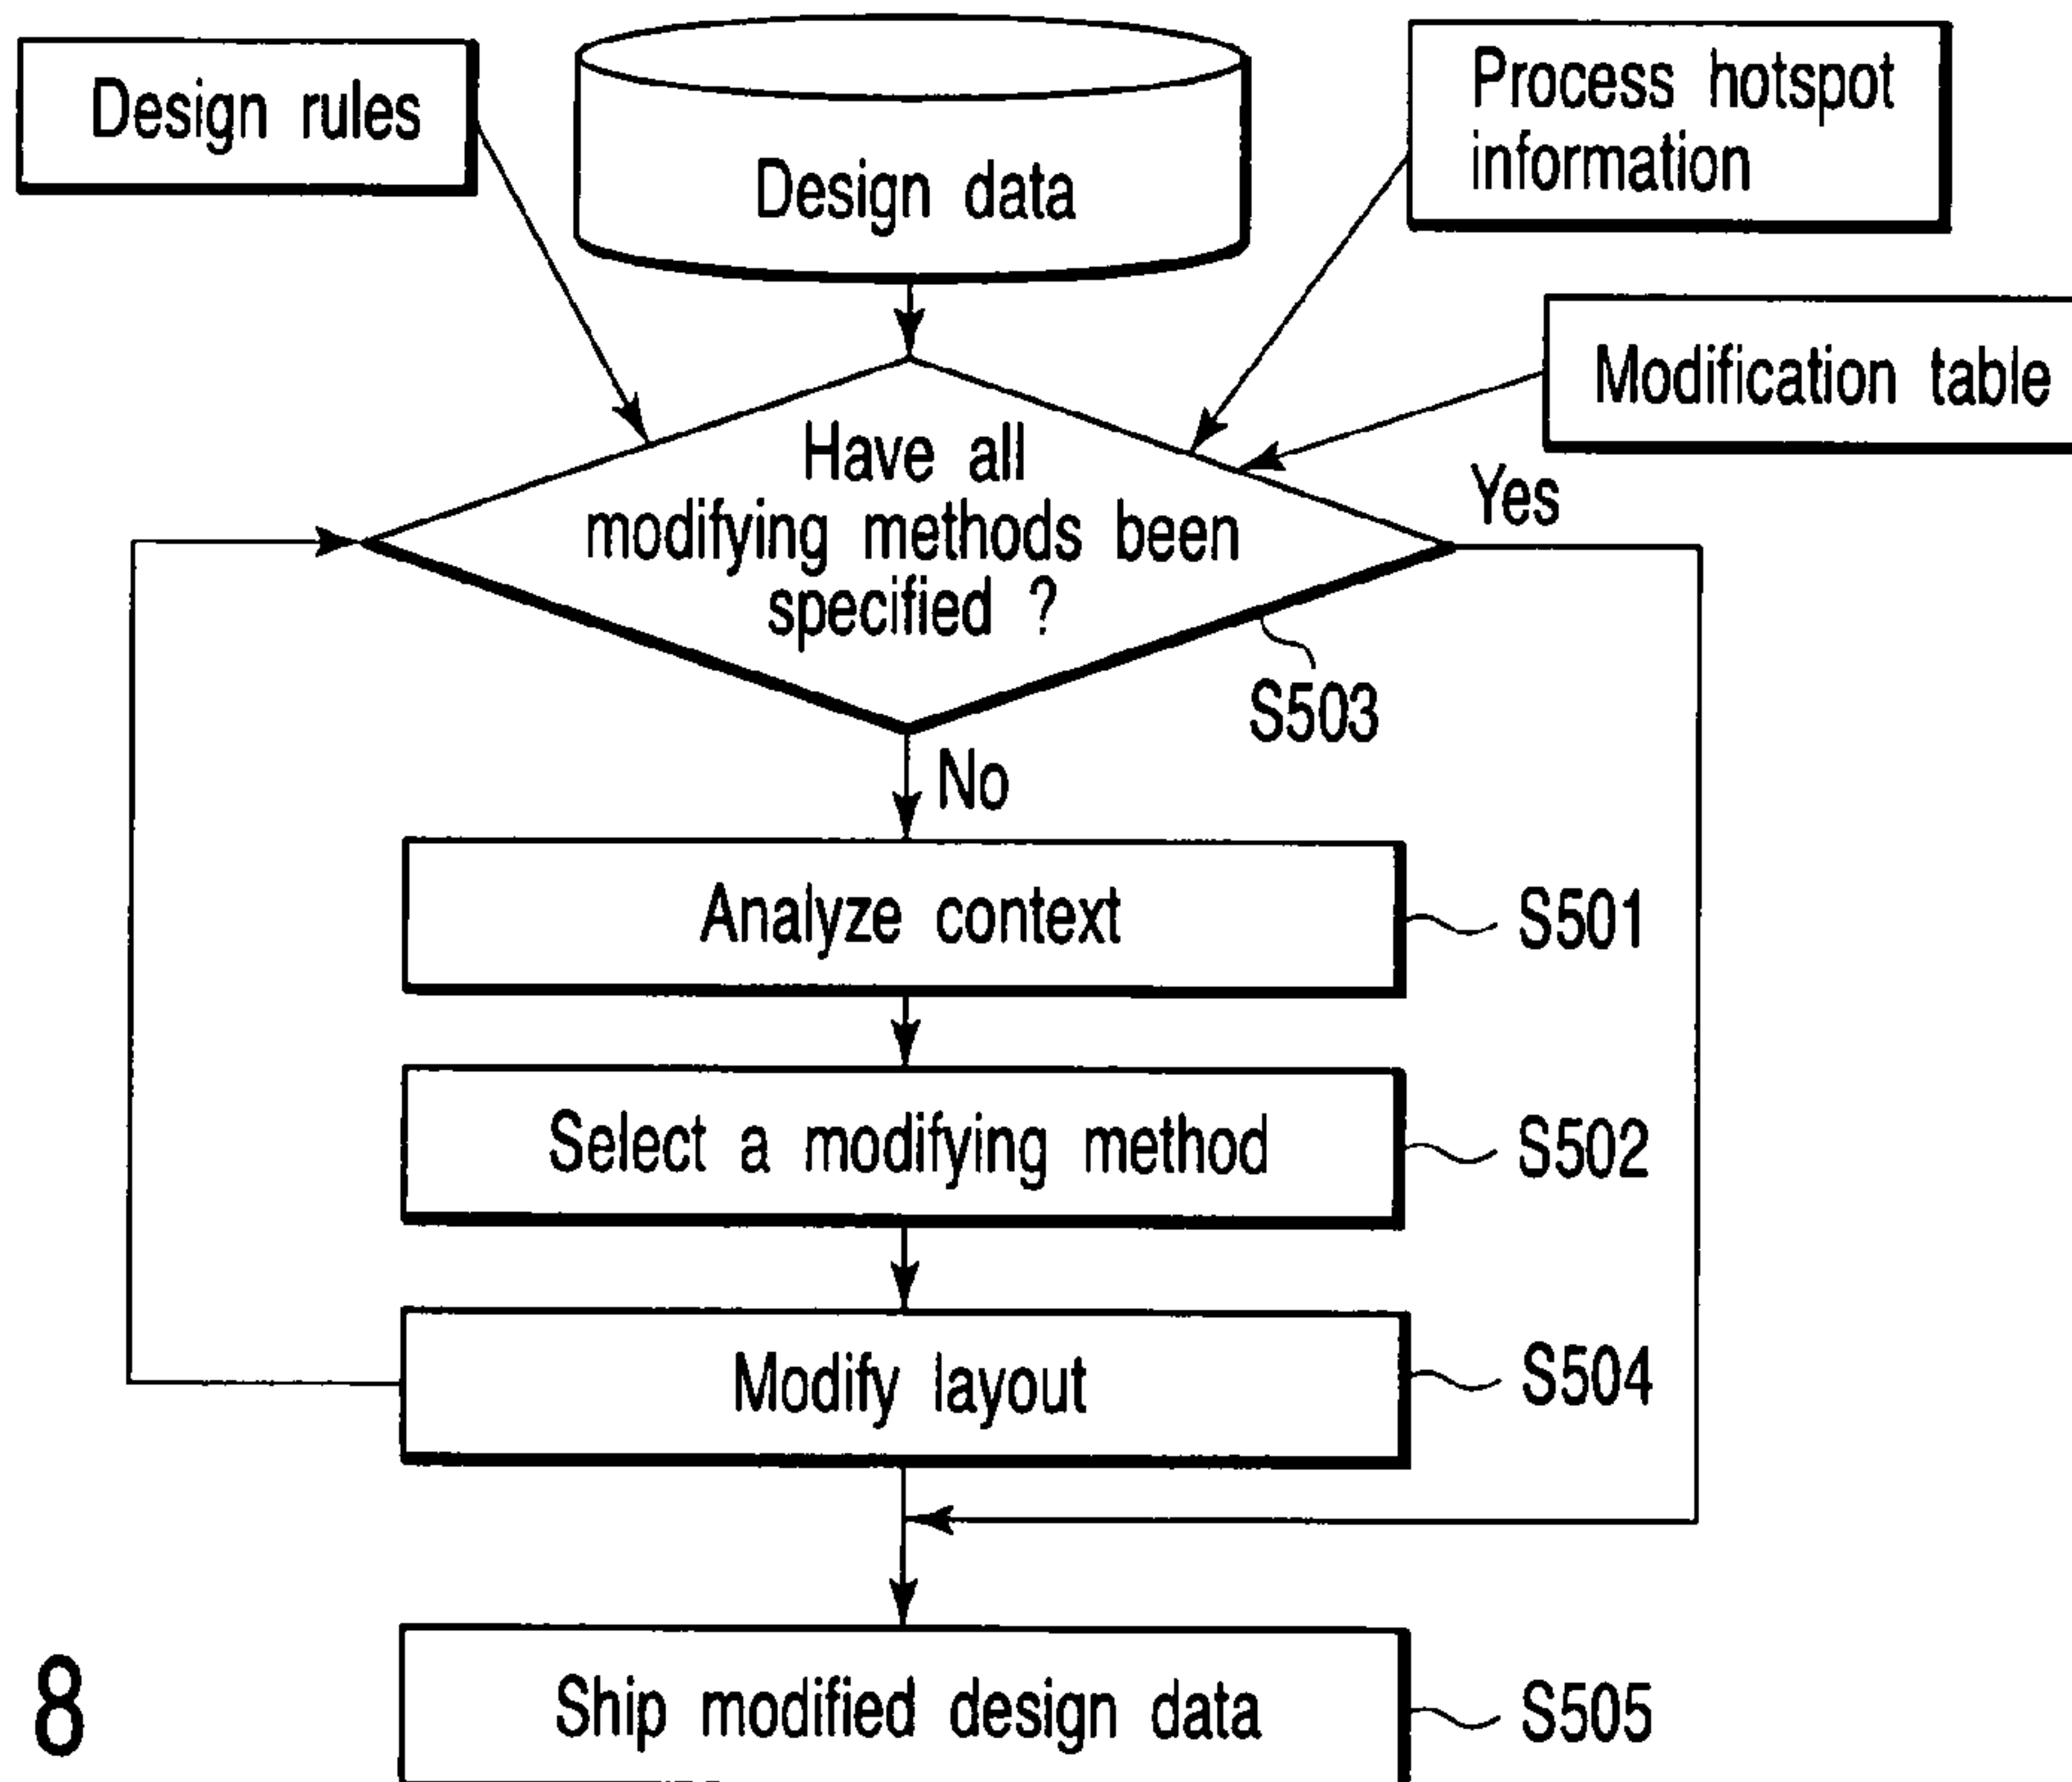 Design rules
Design data
Process hotspot
information
Modification table
Have all
modifying methods been
specified ?
Yes
S503
No
Analyze context
S501
Select a modifying method
S502
Modify layout
S504
Ship modified design data
S505
8